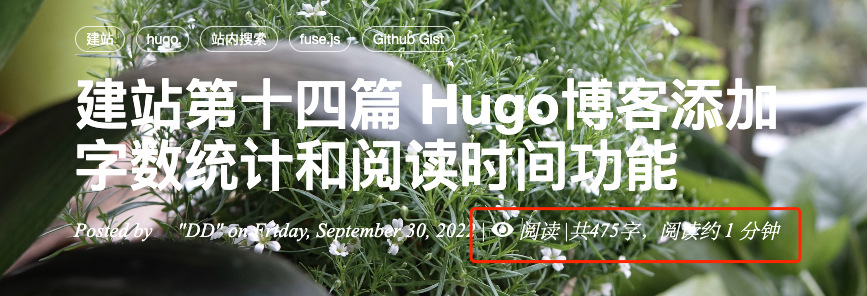 建站 hugo 站内搜索 fuse.js Github Gist
建站第十四篇 Hugo博客添加
字数统计和阅读时间功能
Posted by "DD" on Friday, September 30, 2022 | 阅读 |共475字，阅读约 1 分钟